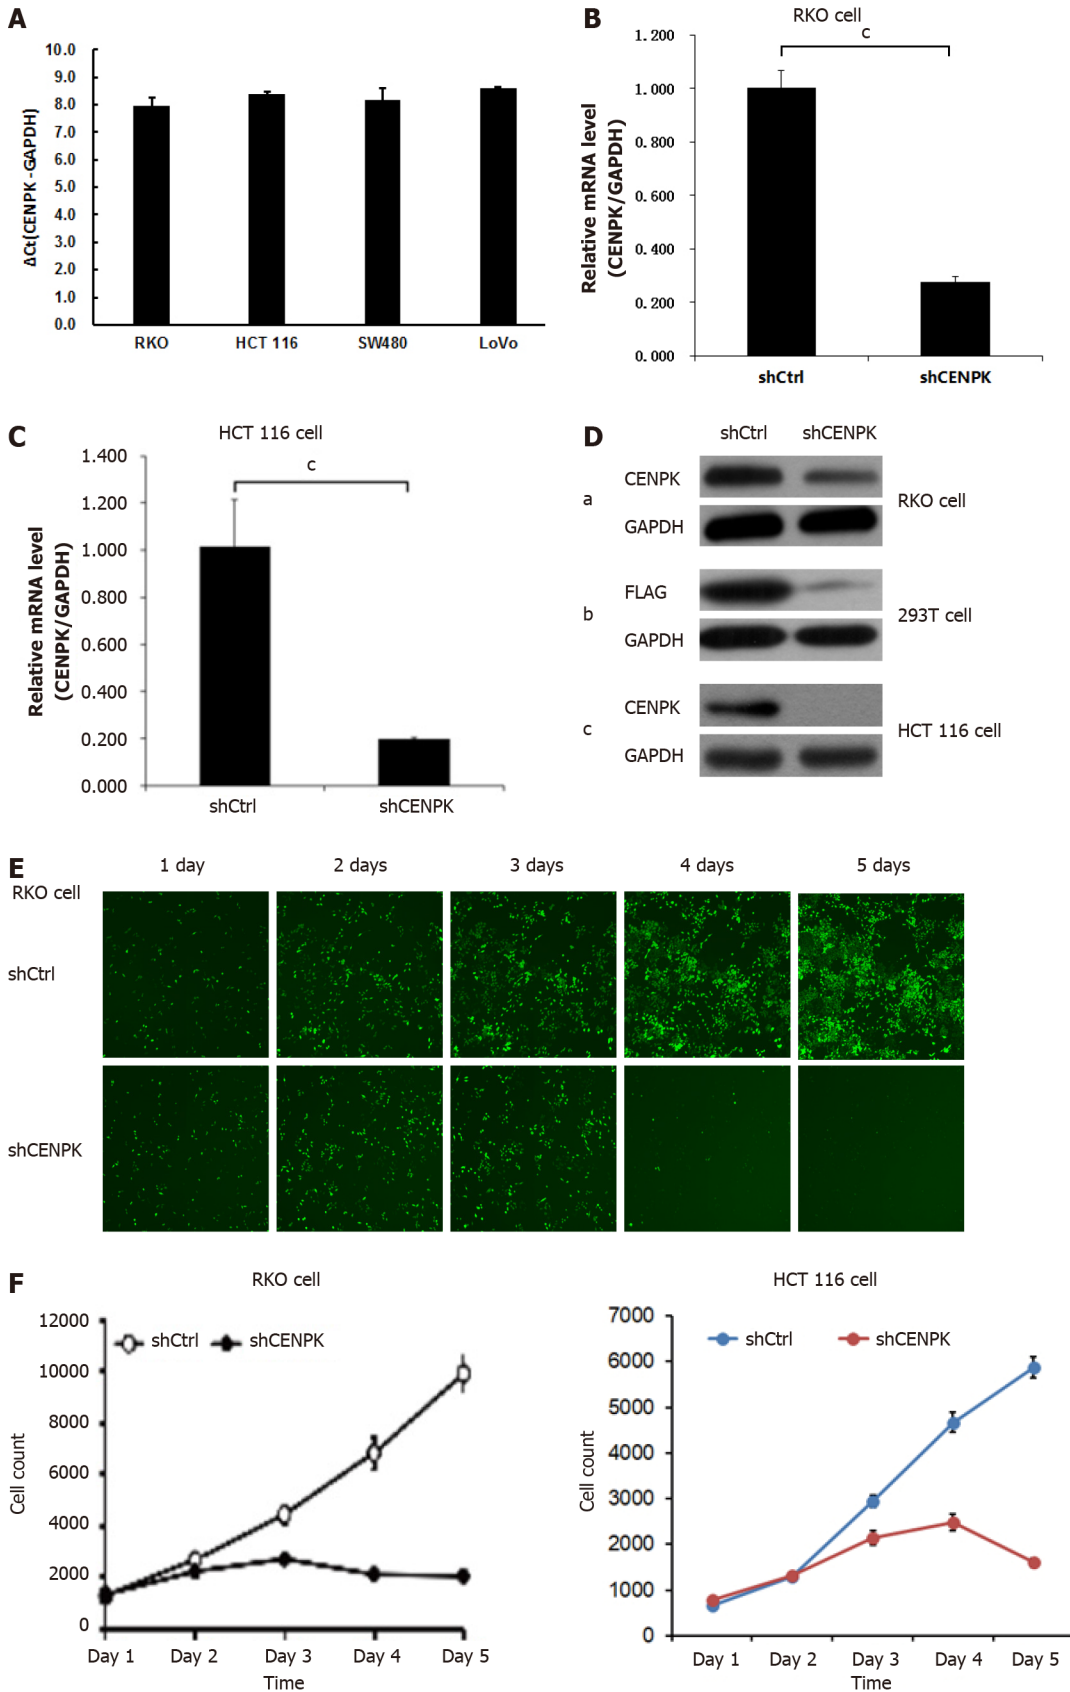 A
10.0
9.0
8.0
7.0
6.0
5.0
4.0
3.0
2.0
1.0
0.0
ΔCt(CENPK -GAPDH)
RKO
HCT 116
SW480
LoVo
B
RKO cell
c
1.200
1.000
0.800
0.600
0.400
0.200
0.000
Relative mRNA level
(CENPK/GAPDH)
shCtrl
shCENPK
C
HCT 116 cell
c
1.400
1.200
1.000
0.800
0.600
0.400
0.200
0.000
Relative mRNA level
(CENPK/GAPDH)
shCtrl
shCENPK
D
shCtrl
shCENPK
a
CENPK
GAPDH
RKO cell
b
FLAG
GAPDH
293T cell
c
CENPK
GAPDH
HCT 116 cell
E
1 day
2 days
3 days
4 days
5 days
RKO cell
shCtrl
shCENPK
F
RKO cell
12000
10000
8000
6000
4000
2000
0
Cell count
shCtrl
shCENPK
Day 1
Day 2
Day 3
Day 4
Day 5
Time
HCT 116 cell
7000
6000
5000
4000
3000
2000
1000
0
Cell count
shCtrl
shCENPK
Day 1
Day 2
Day 3
Day 4
Day 5
Time